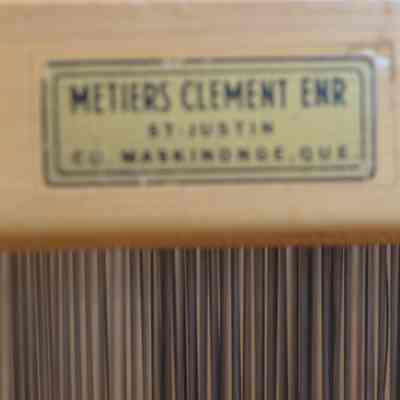 METIERS CLEMENT ENR
ST-JUSTIN
CO. MASKINONGE, QUE